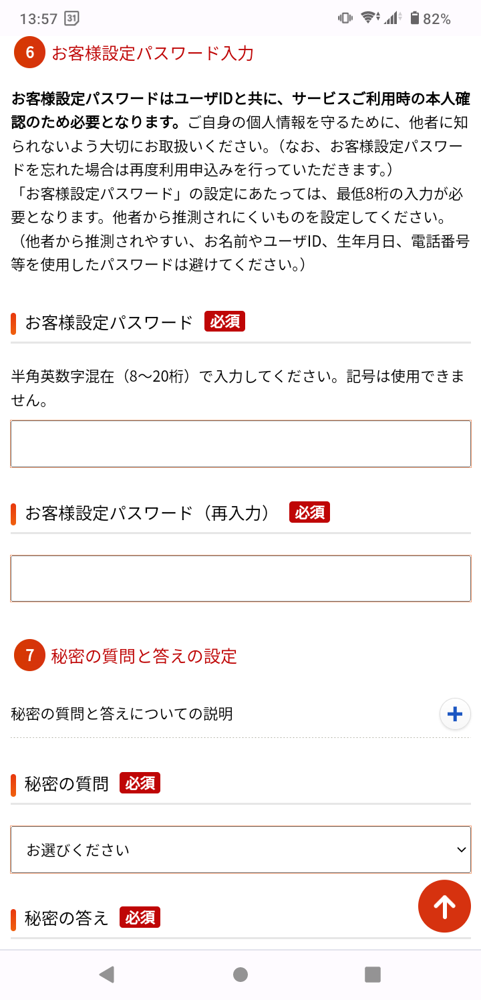 13:57 31 82%
6 お客様設定パスワード入力
お客様設定パスワードはユーザIDと共に、サービスご利用時の本人確
認のため必要となります。ご自身の個人情報を守るために、他者に知
られないよう大切にお取扱いください。（なお、お客様設定パスワー
ドを忘れた場合は再度利用申込みを行っていただきます。）
「お客様設定パスワード」の設定にあたっては、最低8桁の入力が必
要となります。他者から推測されにくいものを設定してください。
（他者から推測されやすい、お名前やユーザID、生年月日、電話番号
等を使用したパスワードは避けてください。）
お客様設定パスワード 必須
半角英数字混在（8～20桁）で入力してください。記号は使用できま
せん。
お客様設定パスワード（再入力） 必須
7 秘密の質問と答えの設定
秘密の質問と答えについての説明
秘密の質問 必須
お選びください
秘密の答え 必須